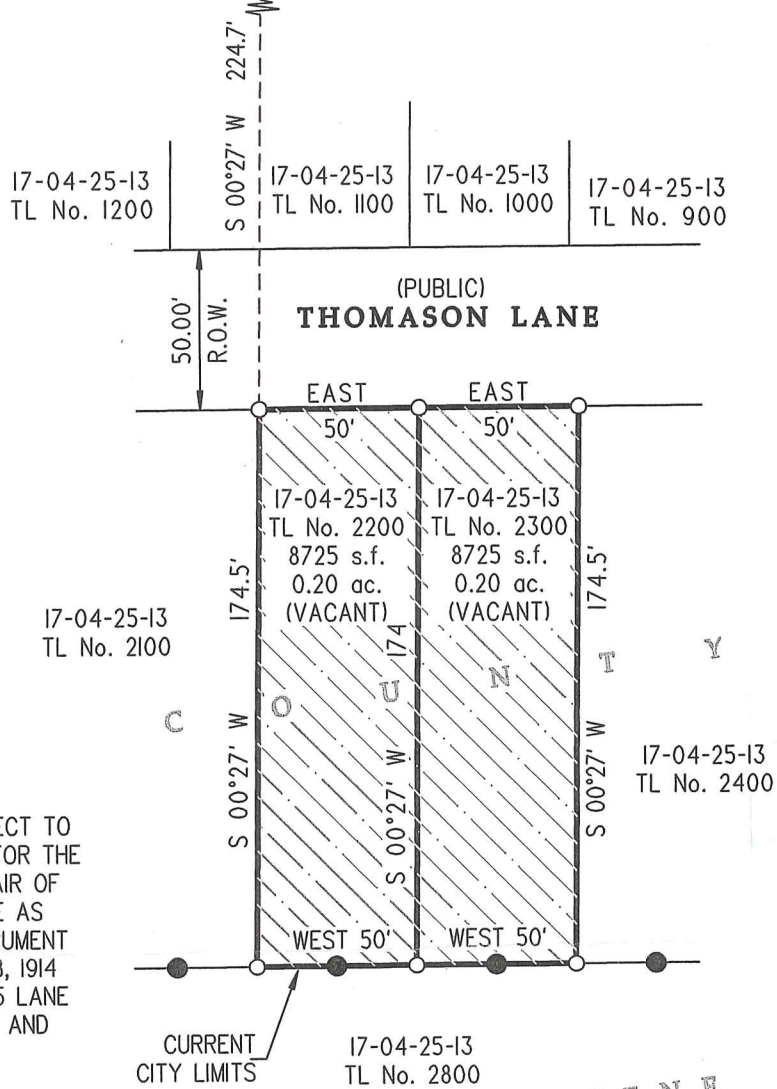 S 00°27' W 224.7'
17-04-25-13
TL No. 1200
17-04-25-13
TL No. 1100
17-04-25-13
TL No. 1000
17-04-25-13
TL No. 900
50.00'
R.O.W.
(PUBLIC)
THOMASON LANE
EAST
50'
EAST
50'
17-04-25-13
TL No. 2200
8725 s.f.
0.20 ac.
(VACANT)
17-04-25-13
TL No. 2300
8725 s.f.
0.20 ac.
(VACANT)
S 00°27' W 174.5'
S 00°27' W 174
S 00°27' W 174.5'
17-04-25-13
TL No. 2100
COUNTY
17-04-25-13
TL No. 2400
ECT TO
FOR THE
AIR OF
E AS
RUMENT
1914
5 LANE
AND
WEST 50'
WEST 50'
CURRENT
CITY LIMITS
17-04-25-13
TL No. 2800